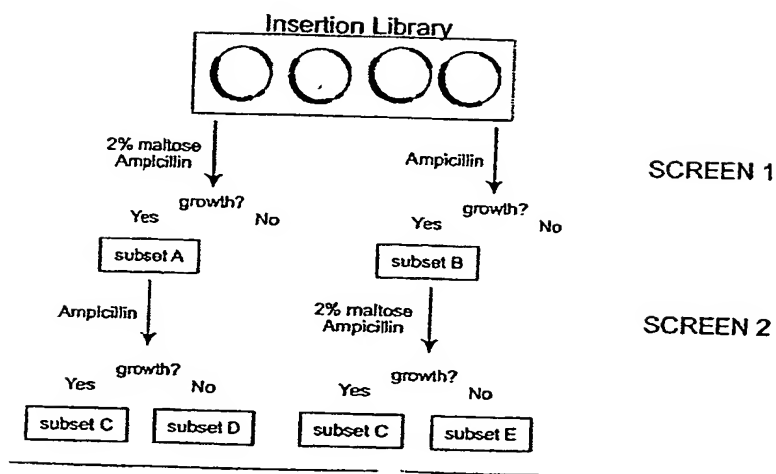 Insertion Library
2% maltose
Ampicillin
Ampicillin
SCREEN 1
growth?
Yes
No
growth?
Yes
No
subset A
subset B
Ampicillin
2% maltose
Ampicillin
SCREEN 2
growth?
Yes
No
growth?
Yes
No
subset C
subset D
subset C
subset E